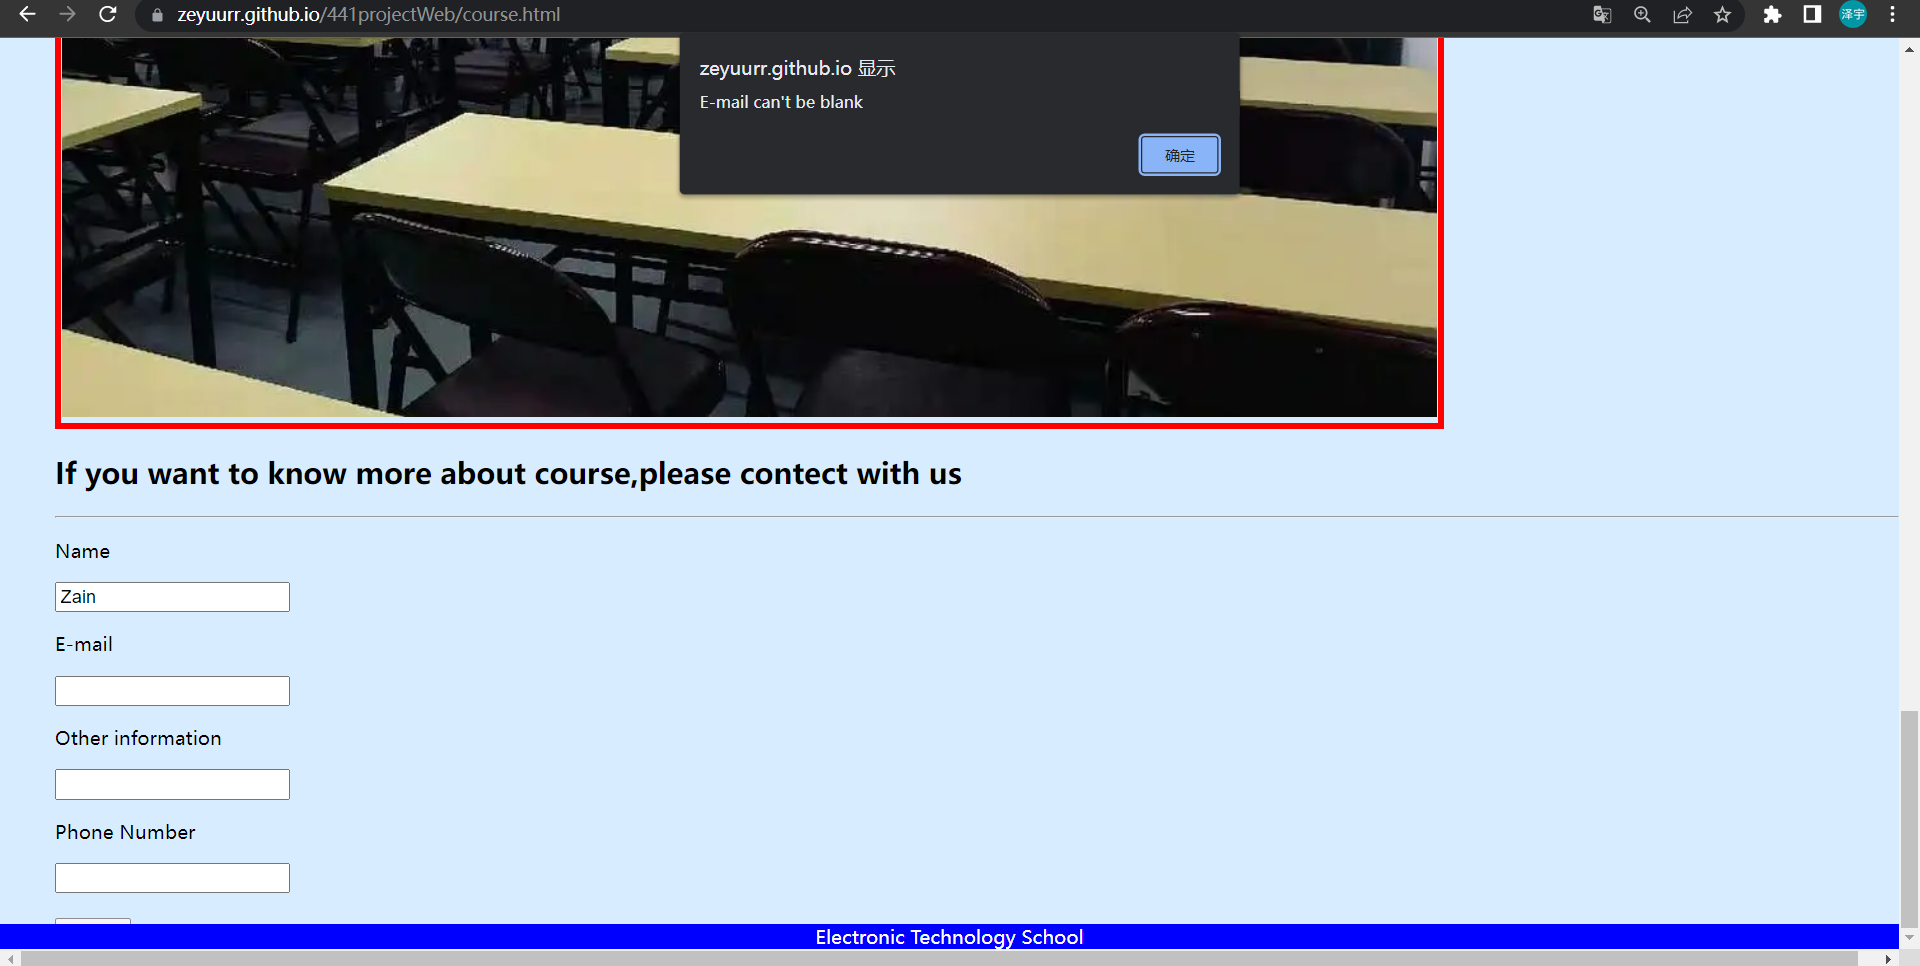 zeyuurr.github.io/441projectWeb/course.html
泽宇
zeyuurr.github.io 显示
E-mail can't be blank
确定
If you want to know more about course,please contect with us
Name
Zain
E-mail
Other information
Phone Number
Electronic Technology School